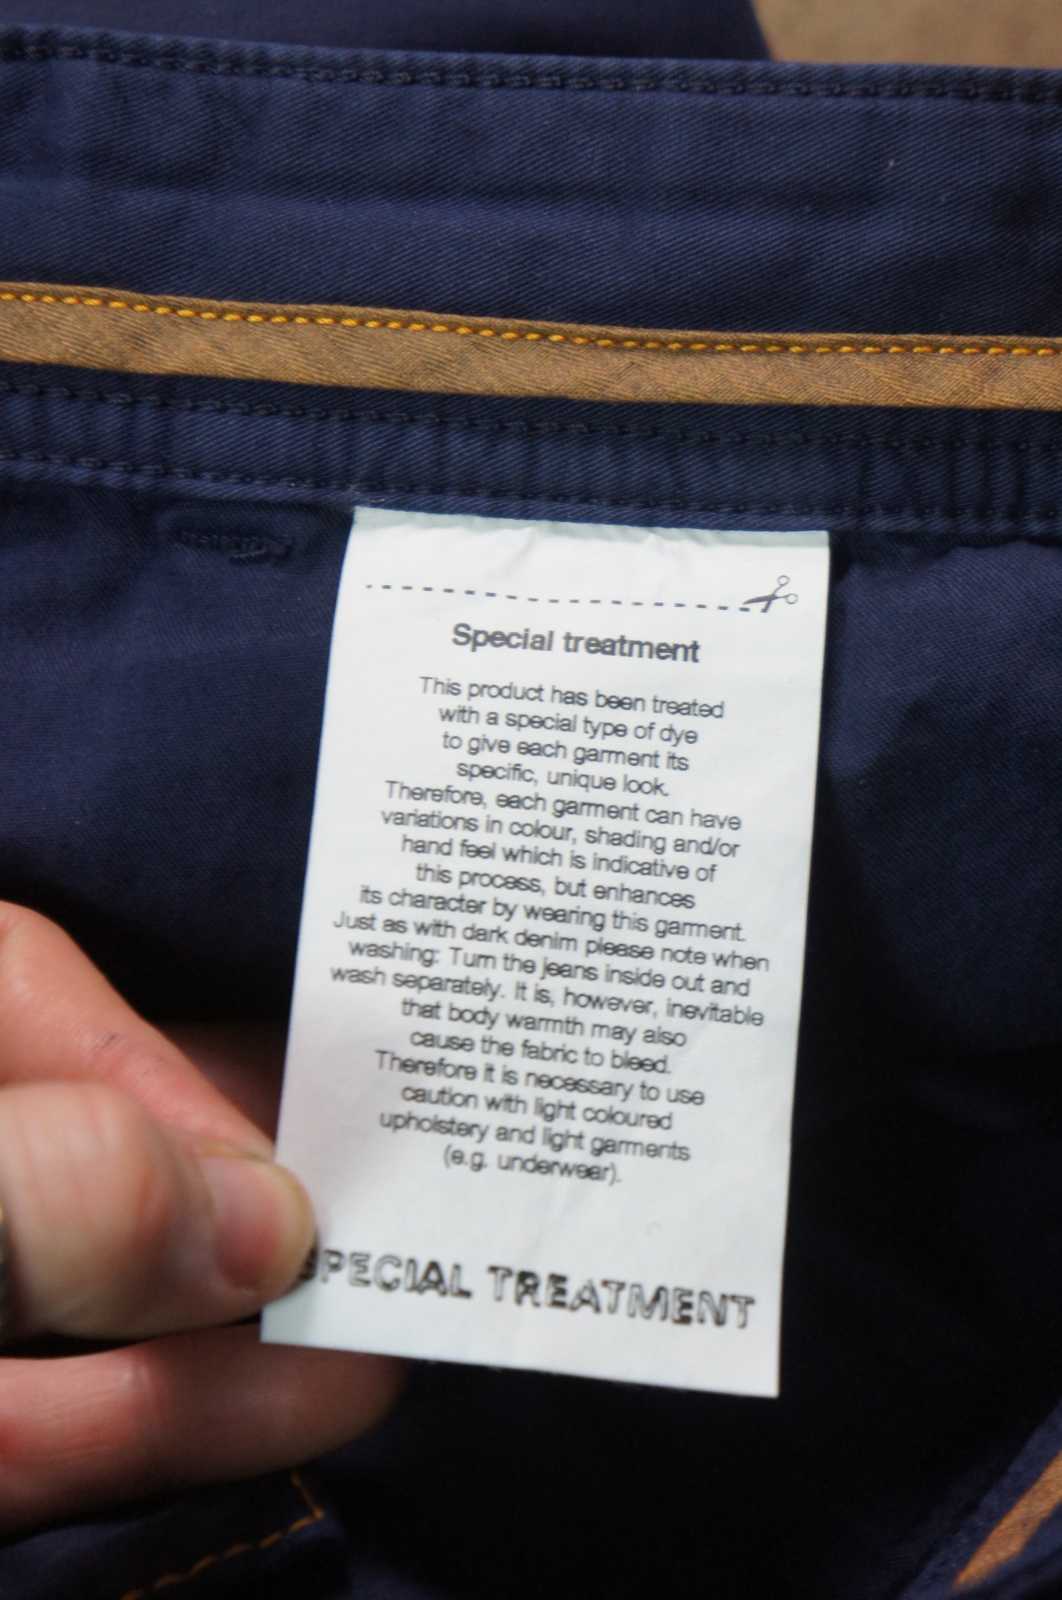 Special treatment
This product has been treated
with a special type of dye
to give each garment its
specific, unique look.
Therefore, each garment can have
variations in colour, shading and/or
hand feel which is indicative of
this process, but enhances
its character by wearing this garment.
Just as with dark denim please note when
washing: Turn the jeans inside out and
wash separately. It is, however, inevitable
that body warmth may also
cause the fabric to bleed.
Therefore it is necessary to use
caution with light coloured
upholstery and light garments
(e.g. underwear).
SPECIAL TREATMENT